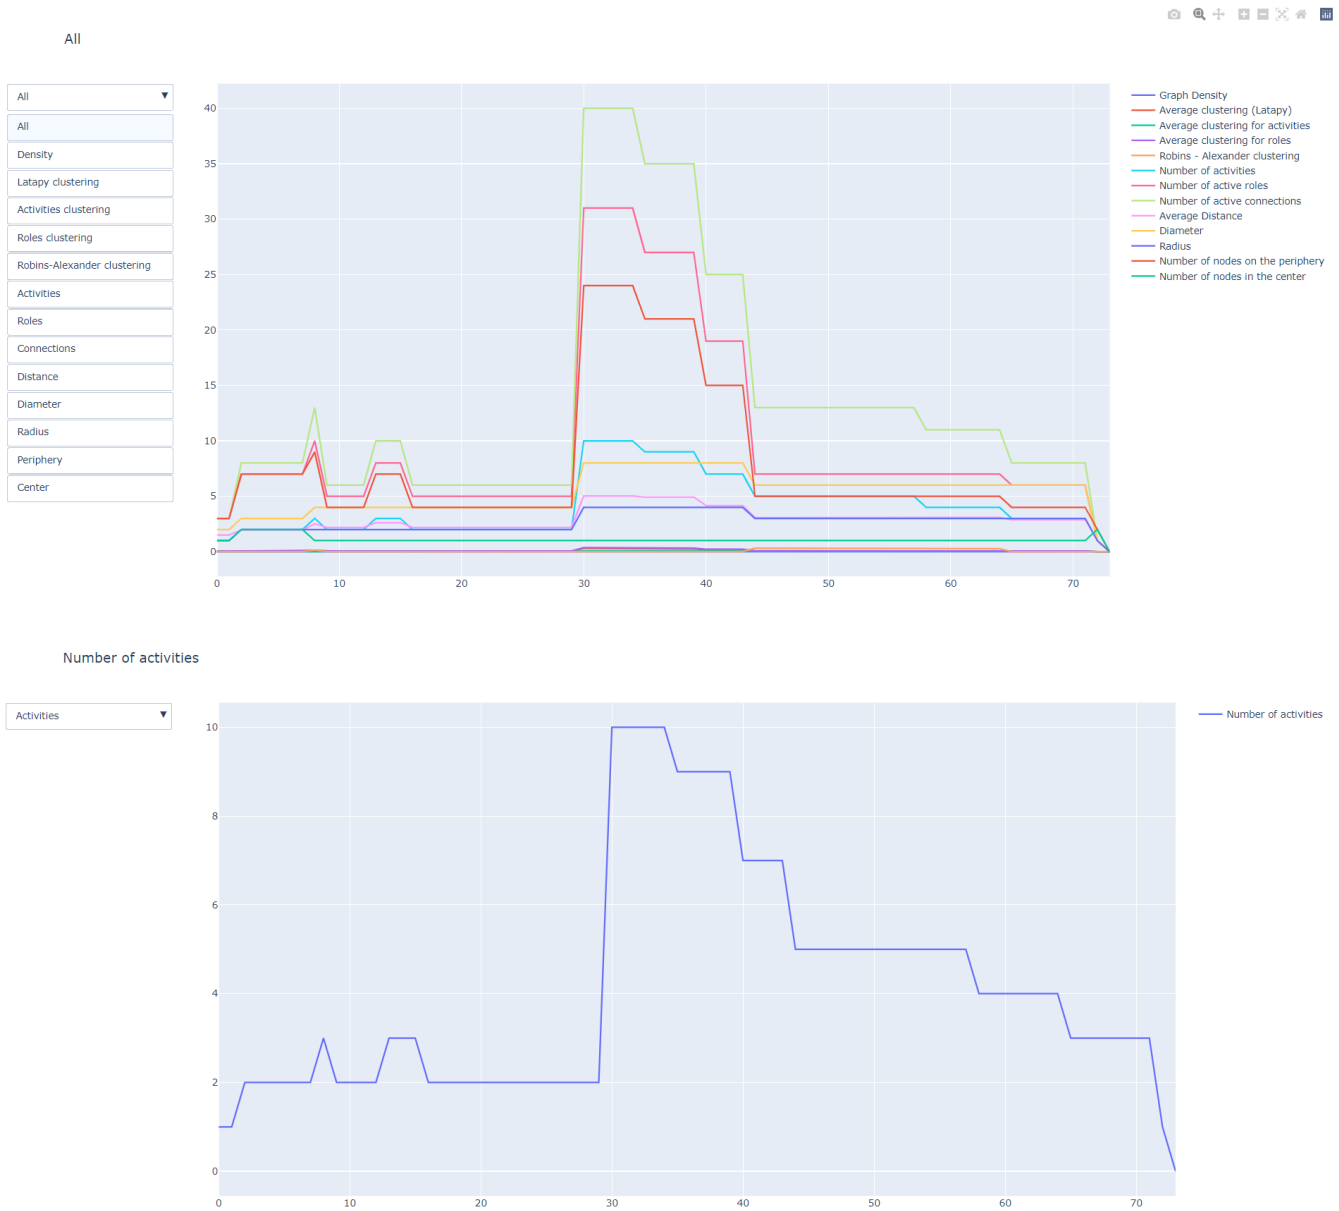 All
All
All
Density
Latapy clustering
Activities clustering
Roles clustering
Robins-Alexander clustering
Activities
Roles
Connections
Distance
Diameter
Radius
Periphery
Center
40
35
30
25
20
15
10
5
0
0 10 20 30 40 50 60 70
Graph Density
Average clustering (Latapy)
Average clustering for activities
Average clustering for roles
Robins - Alexander clustering
Number of activities
Number of active roles
Number of active connections
Average Distance
Diameter
Radius
Number of nodes on the periphery
Number of nodes in the center
Number of activities
Activities
10
8
6
4
2
0
0 10 20 30 40 50 60 70
Number of activities